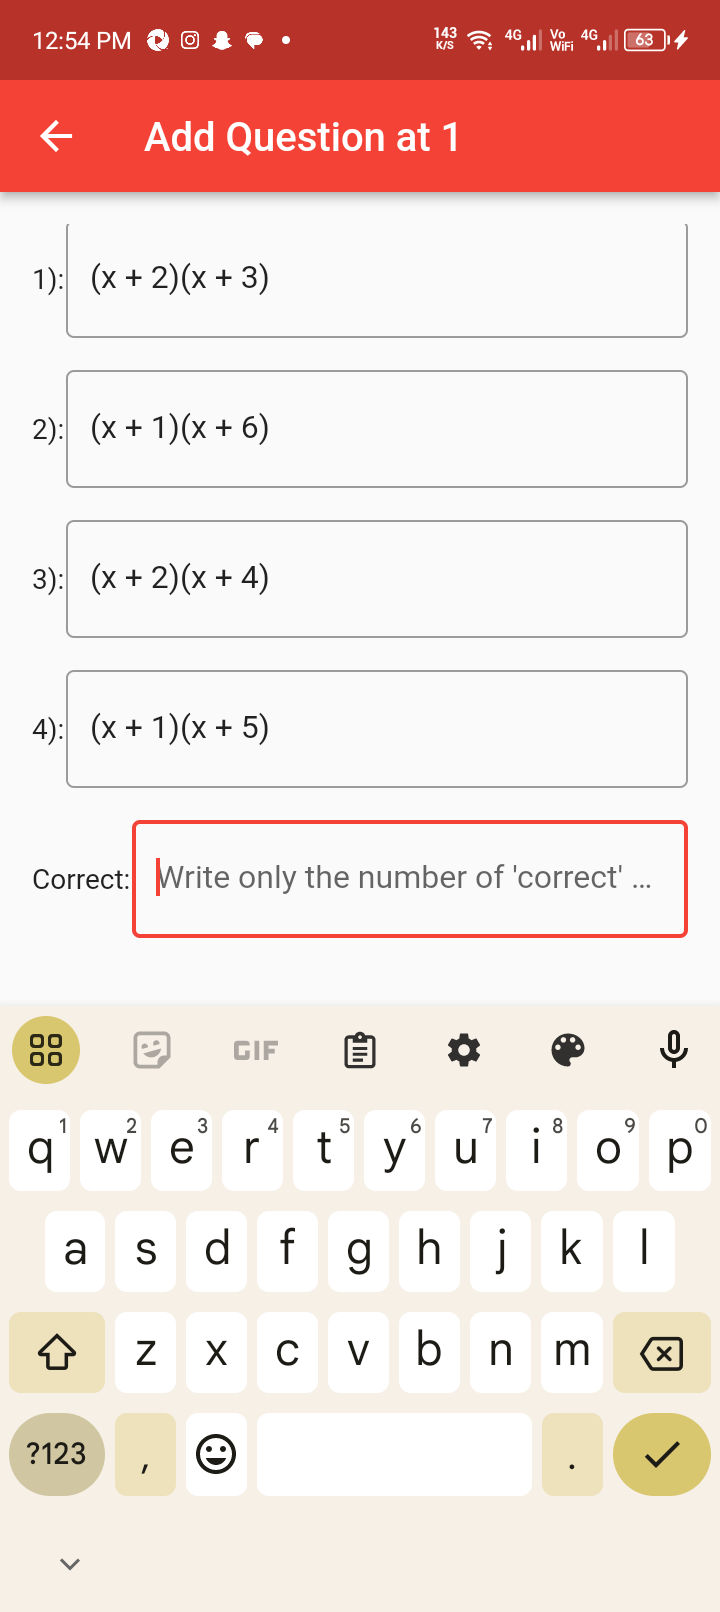 12:54 PM 143 K/S 4G Vo WiFi 4G 63
Add Question at 1
1): (x + 2)(x + 3)
2): (x + 1)(x + 6)
3): (x + 2)(x + 4)
4): (x + 1)(x + 5)
Correct: Write only the number of 'correct' ...
GIF
q 1 w 2 e 3 r 4 t 5 y 6 u 7 i 8 o 9 p 0
a s d f g h j k l
z x c v b n m
?123 , .